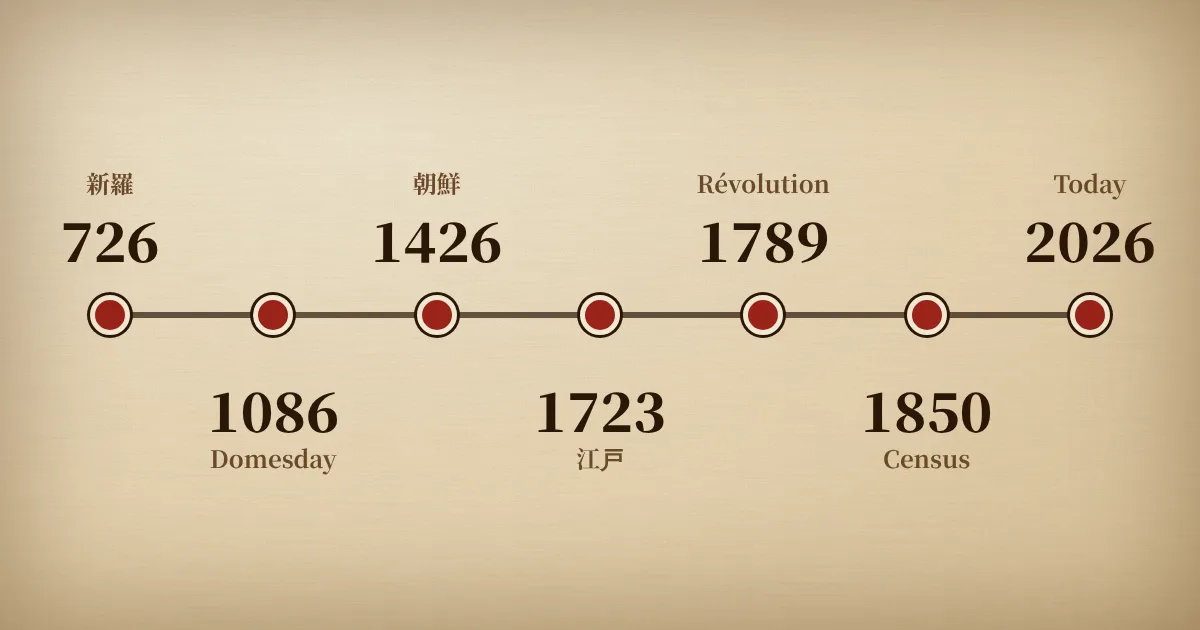 新羅
726
1086
Domesday
朝鮮
1426
1723
江戸
Révolution
1789
1850
Census
Today
2026